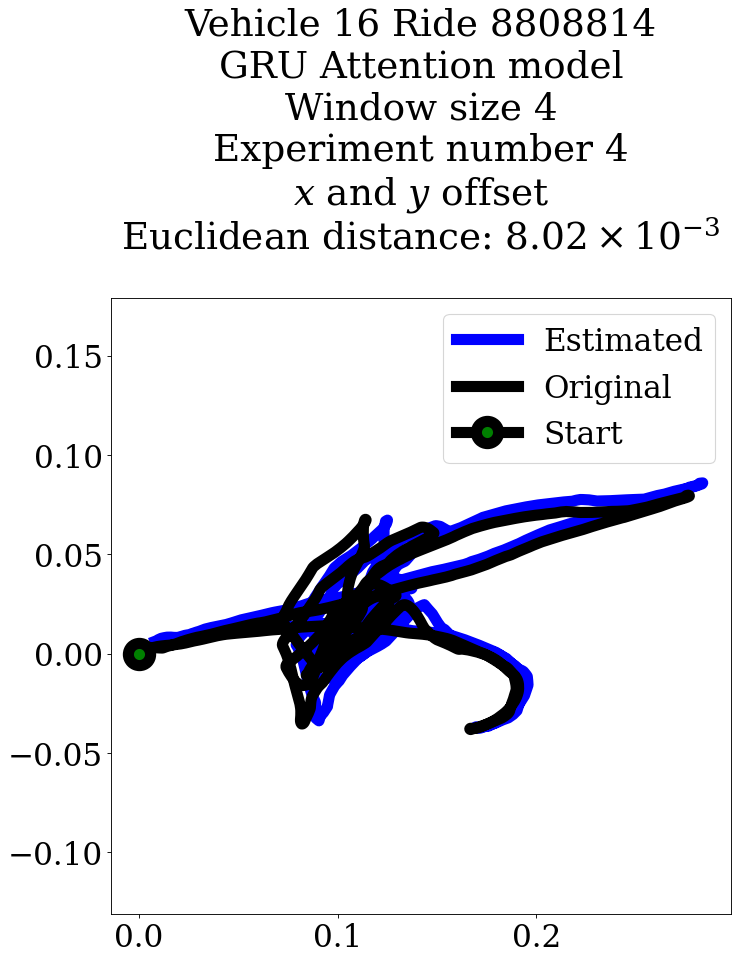 Vehicle 16 Ride 8808814
GRU Attention model
Window size 4
Experiment number 4
x and y offset
Euclidean distance: 8.02 × 10⁻³
Estimated
Original
Start
0.15
0.10
0.05
0.00
−0.05
−0.10
0.0 0.1 0.2